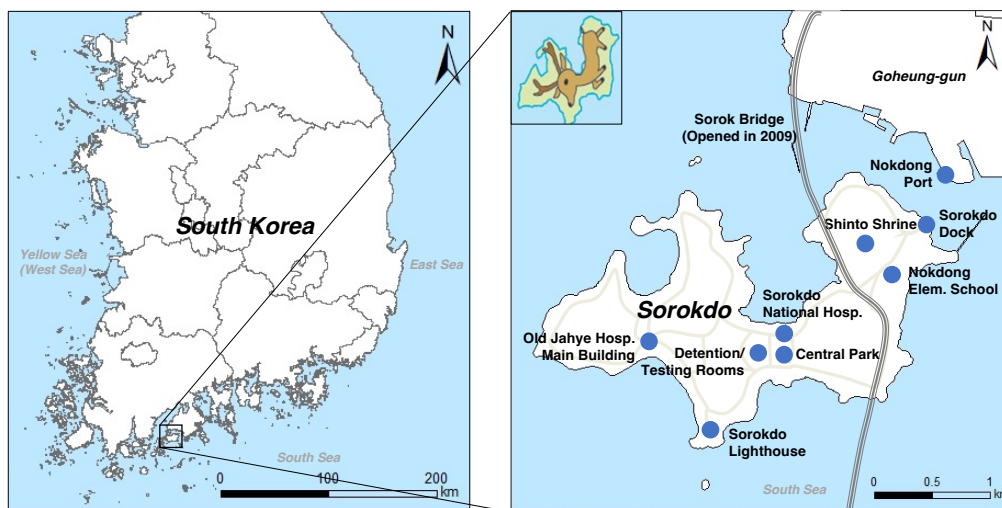 N
South Korea
Yellow Sea
(West Sea)
East Sea
South Sea
0 100 200
km
N
Goheung-gun
Sorok Bridge
(Opened in 2009)
Nokdong
Port
Shinto Shrine
Sorokdo
Dock
Nokdong
Elem. School
Sorokdo
Sorokdo
National Hosp.
Old Jahye Hosp.
Main Building
Detention/
Testing Rooms
Central Park
Sorokdo
Lighthouse
South Sea
0 0.5 1
km